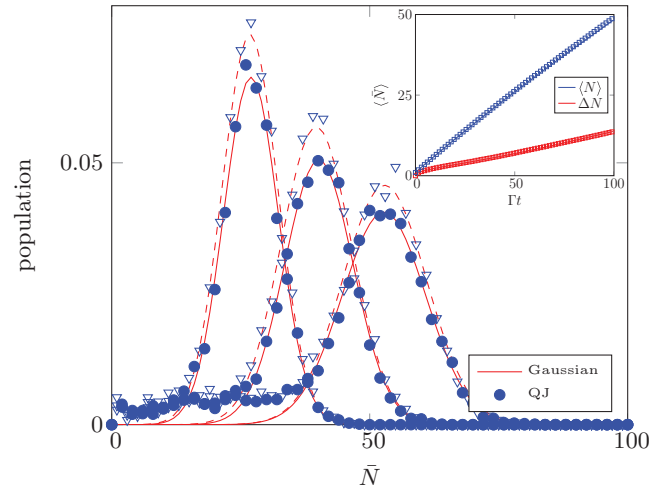 50
25
0
0
50
100
Γt
⟨N̄⟩
⟨N⟩
ΔN
0.05
0
population
Gaussian
QJ
0
50
100
N̄